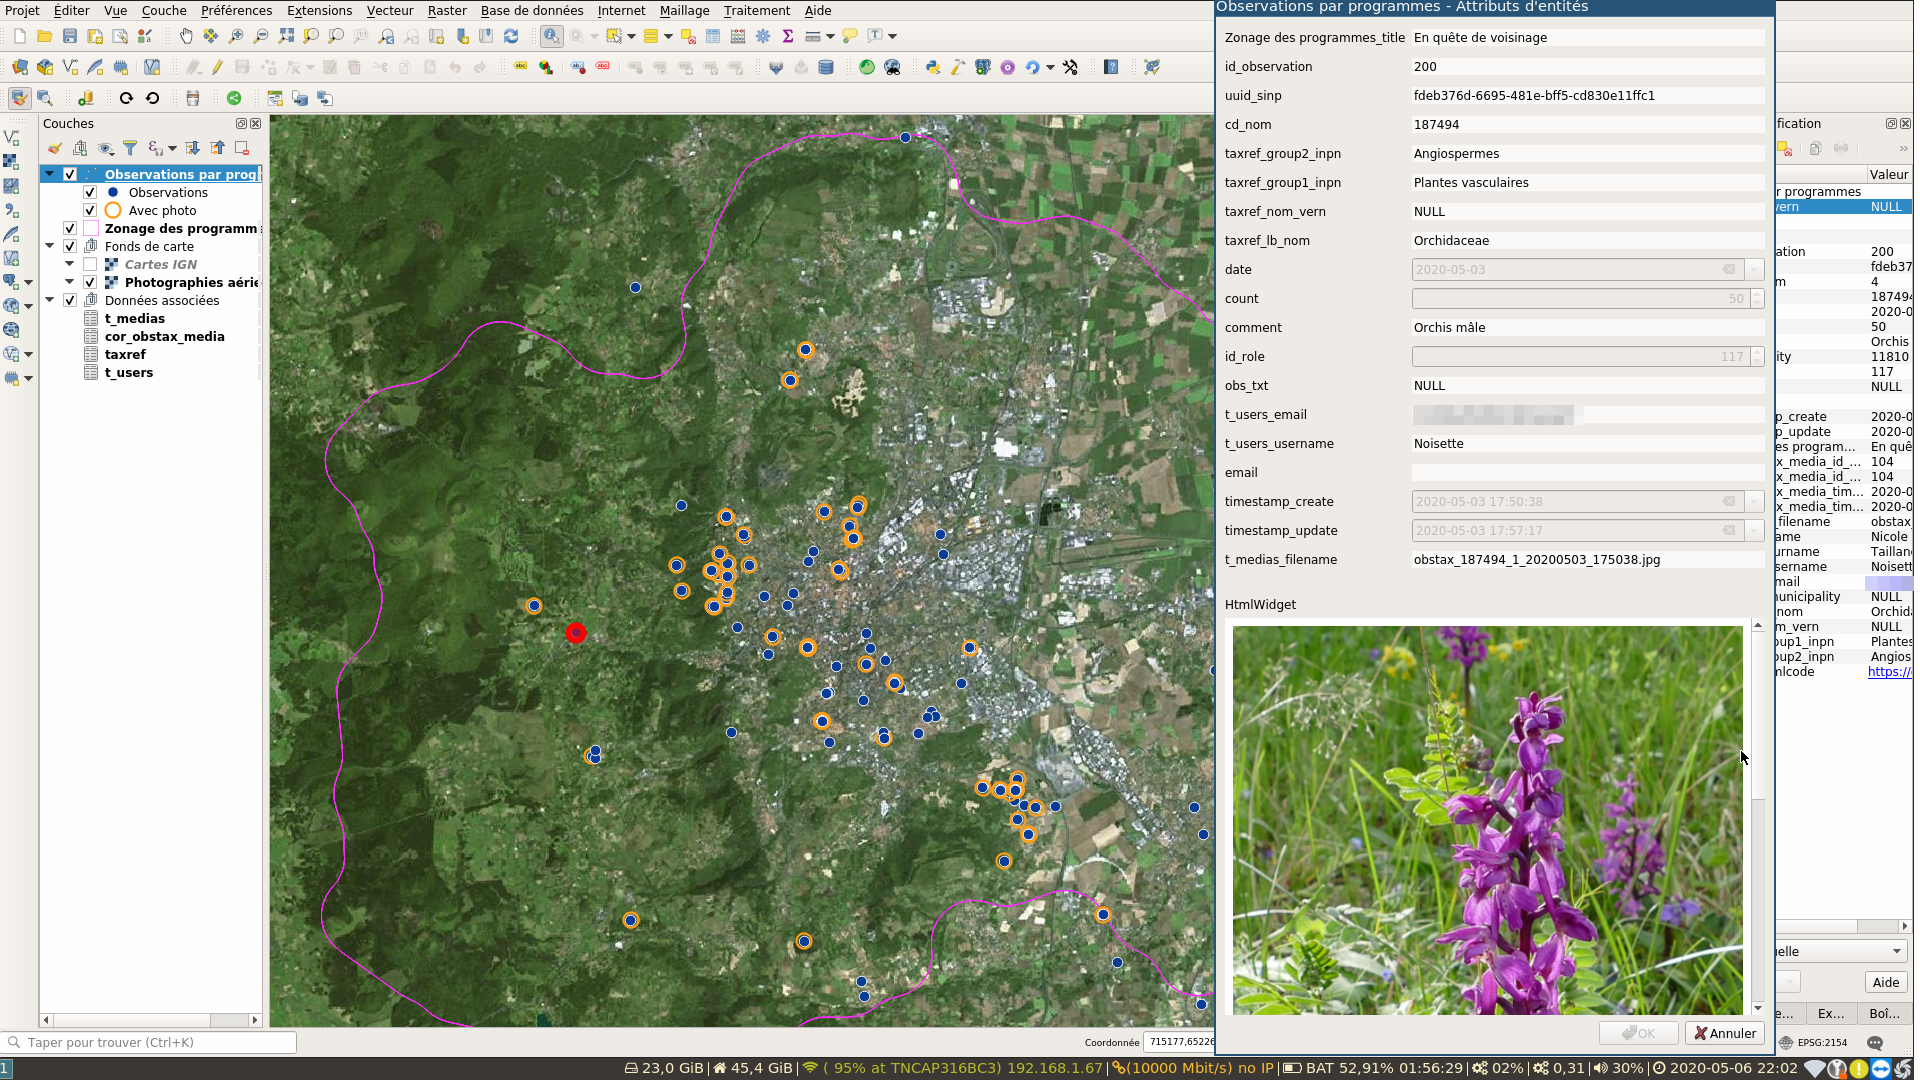 Projet Éditer Vue Couche Préférences Extensions Vecteur Raster Base de données Internet Maillage Traitement Aide
Couches
Observations par prog
Observations
Avec photo
Zonage des programm
Fonds de carte
Cartes IGN
Photographies aérie
Données associées
t_medias
cor_obstax_media
taxref
t_users
Taper pour trouver (Ctrl+K)
Coordonnée 715177,65226
Observations par programmes - Attributs d'entités
Zonage des programmes_title En quête de voisinage
id_observation 200
uuid_sinp fdeb376d-6695-481e-bff5-cd830e11ffc1
cd_nom 187494
taxref_group2_inpn Angiospermes
taxref_group1_inpn Plantes vasculaires
taxref_nom_vern NULL
taxref_lb_nom Orchidaceae
date 2020-05-03
count 50
comment Orchis mâle
id_role 117
obs_txt NULL
t_users_email
t_users_username Noisette
email
timestamp_create 2020-05-03 17:50:38
timestamp_update 2020-05-03 17:57:17
t_medias_filename obstax_187494_1_20200503_175038.jpg
HtmlWidget
OK
Annuler
fication
Valeur
r programmes
vern NULL
ation 200
fdeb37
m 4
187494
2020-0
50
Orchis
ity 11810
117
NULL
p_create 2020-0
p_update 2020-0
es program... En quê
x_media_id_... 104
x_media_id_... 104
x_media_tim... 2020-0
x_media_tim... 2020-0
filename obstax
ame Nicole
urname Taillan
sername Noisett
mail
unicipality NULL
nom Orchid
m_vern NULL
oup1_inpn Plantes
oup2_inpn Angios
nlcode https://
uelle
Aide
e... Ex... Boî...
EPSG:2154
1 23,0 GiB 45,4 GiB ( 95% at TNCAP316BC3) 192.168.1.67 (10000 Mbit/s) no IP BAT 52,91% 01:56:29 02% 0,31 30% 2020-05-06 22:02